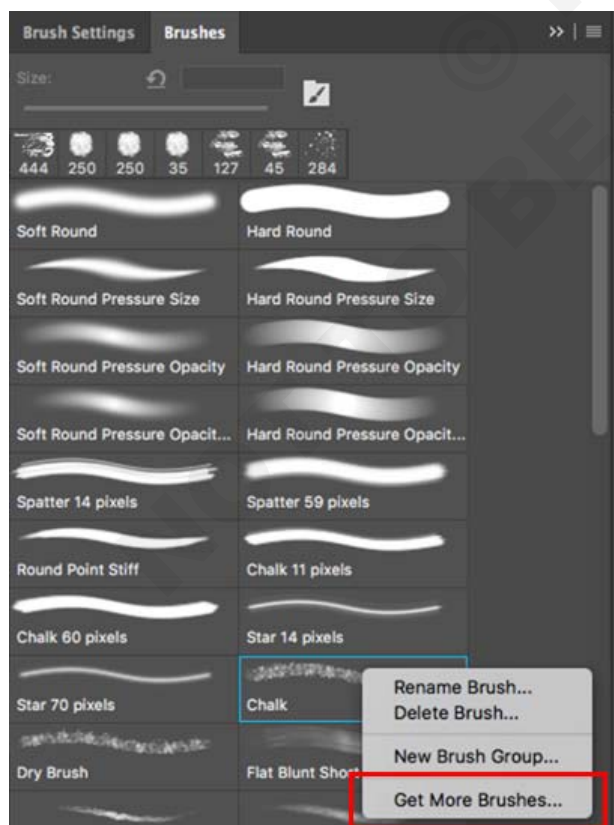 Brush Settings Brushes
Size:
444 250 250 35 127 45 284
Soft Round Hard Round
Soft Round Pressure Size Hard Round Pressure Size
Soft Round Pressure Opacity Hard Round Pressure Opacity
Soft Round Pressure Opacit... Hard Round Pressure Opacit...
Spatter 14 pixels Spatter 59 pixels
Round Point Stiff Chalk 11 pixels
Chalk 60 pixels Star 14 pixels
Star 70 pixels Chalk
Rename Brush...
Delete Brush...
Dry Brush Flat Blunt Short
New Brush Group...
Get More Brushes...